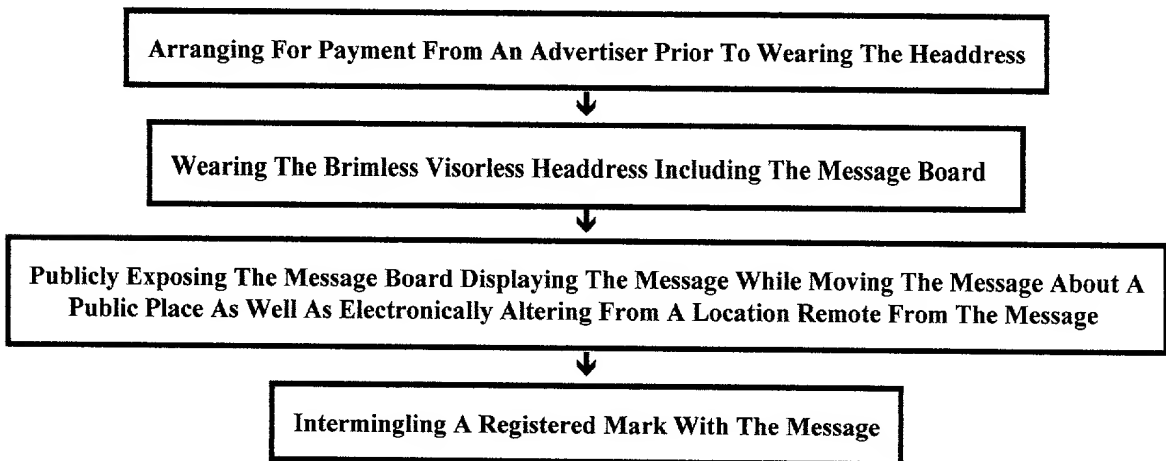 Arranging For Payment From An Advertiser Prior To Wearing The Headdress
Wearing The Brimless Visorless Headdress Including The Message Board
Publicly Exposing The Message Board Displaying The Message While Moving The Message About A
Public Place As Well As Electronically Altering From A Location Remote From The Message
Intermingling A Registered Mark With The Message